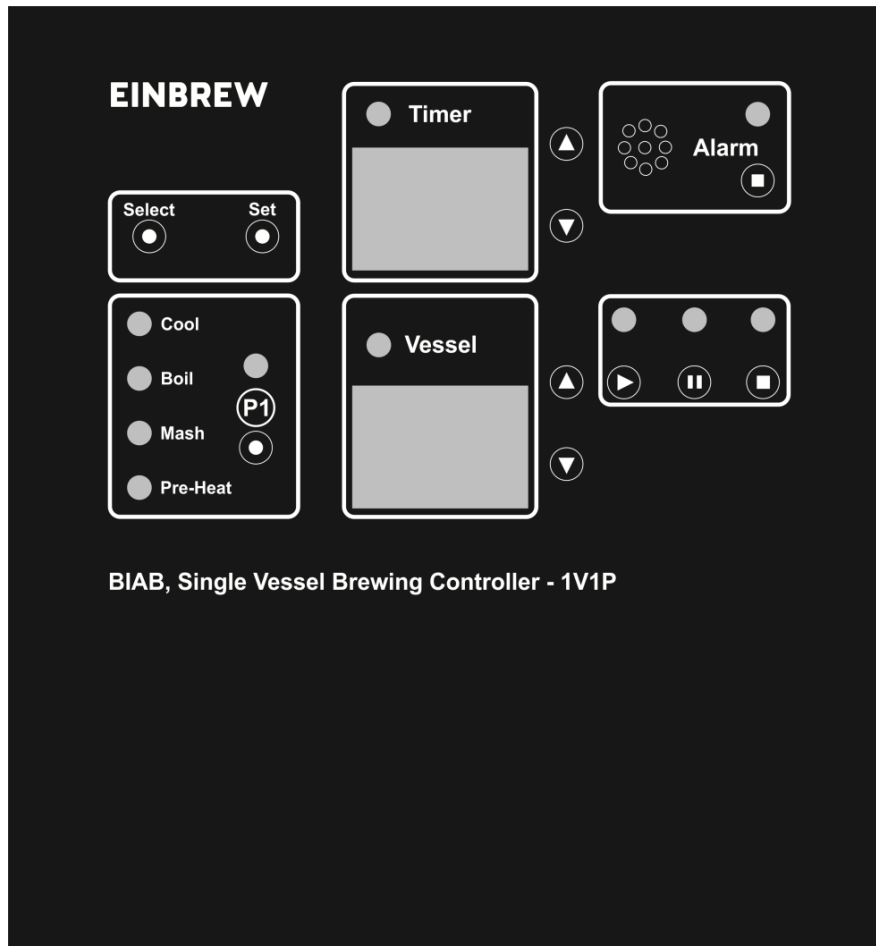 EINBREW
Timer
Alarm
Select Set
Cool
Boil
P1
Mash
Pre-Heat
Vessel
BIAB, Single Vessel Brewing Controller - 1V1P